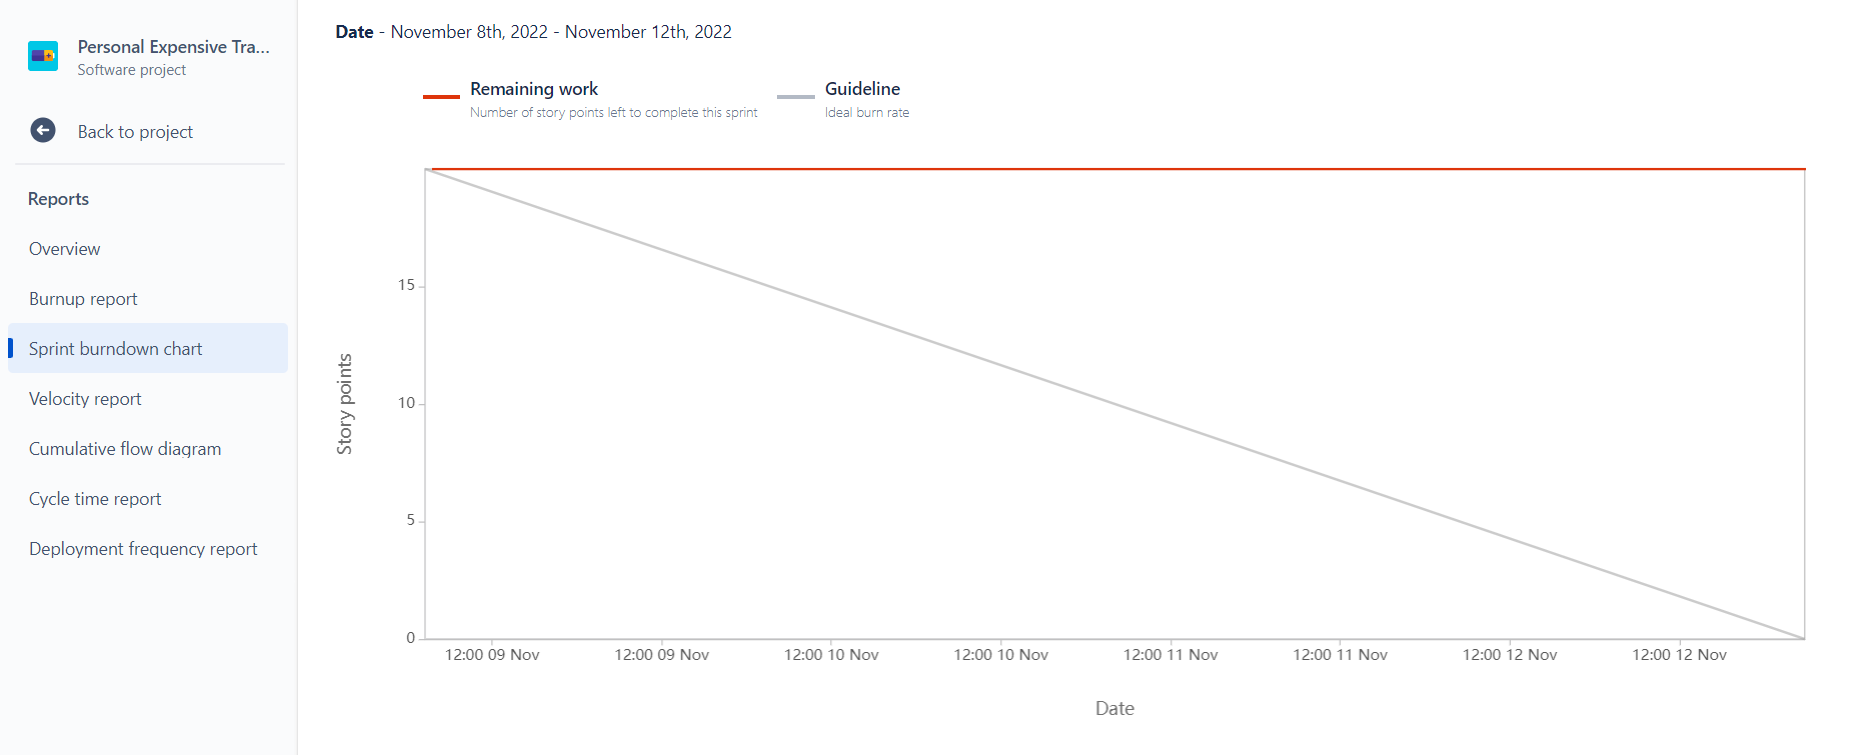 Personal Expensive Tra...
Software project
Back to project
Reports
Overview
Burnup report
Sprint burndown chart
Velocity report
Cumulative flow diagram
Cycle time report
Deployment frequency report
Date - November 8th, 2022 - November 12th, 2022
Remaining work
Number of story points left to complete this sprint
Guideline
Ideal burn rate
Story points
15
10
5
0
12:00 09 Nov 12:00 09 Nov 12:00 10 Nov 12:00 10 Nov 12:00 11 Nov 12:00 11 Nov 12:00 12 Nov 12:00 12 Nov
Date